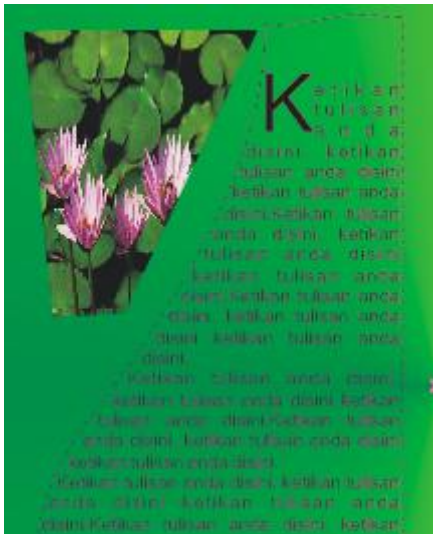 Ketikan
tulisan
anda
disini, ketikan
tulisan anda disini
ketikan tulisan anda
disini.Ketikan tulisan
anda disini, ketikan
tulisan anda disini
ketikan tulisan anda
disini.Ketikan tulisan anda
disini, ketikan tulisan anda
disini ketikan tulisan anda
disini.
Ketikan tulisan anda disini,
ketikan tulisan anda disini ketikan
tulisan anda disini.Ketikan tulisan
anda disini, ketikan tulisan anda disini
ketikan tulisan anda disini.
Ketikan tulisan anda disini, ketikan tulisan
anda disini ketikan tulisan anda
disini.Ketikan tulisan anda disini, ketikan